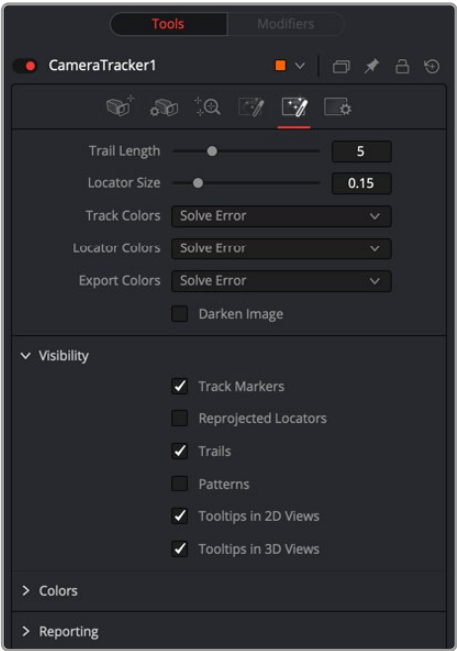 Tools Modifiers
CameraTracker1
Trail Length 5
Locator Size 0.15
Track Colors Solve Error
Locator Colors Solve Error
Export Colors Solve Error
Darken Image
Visibility
Track Markers
Reprojected Locators
Trails
Patterns
Tooltips in 2D Views
Tooltips in 3D Views
Colors
Reporting